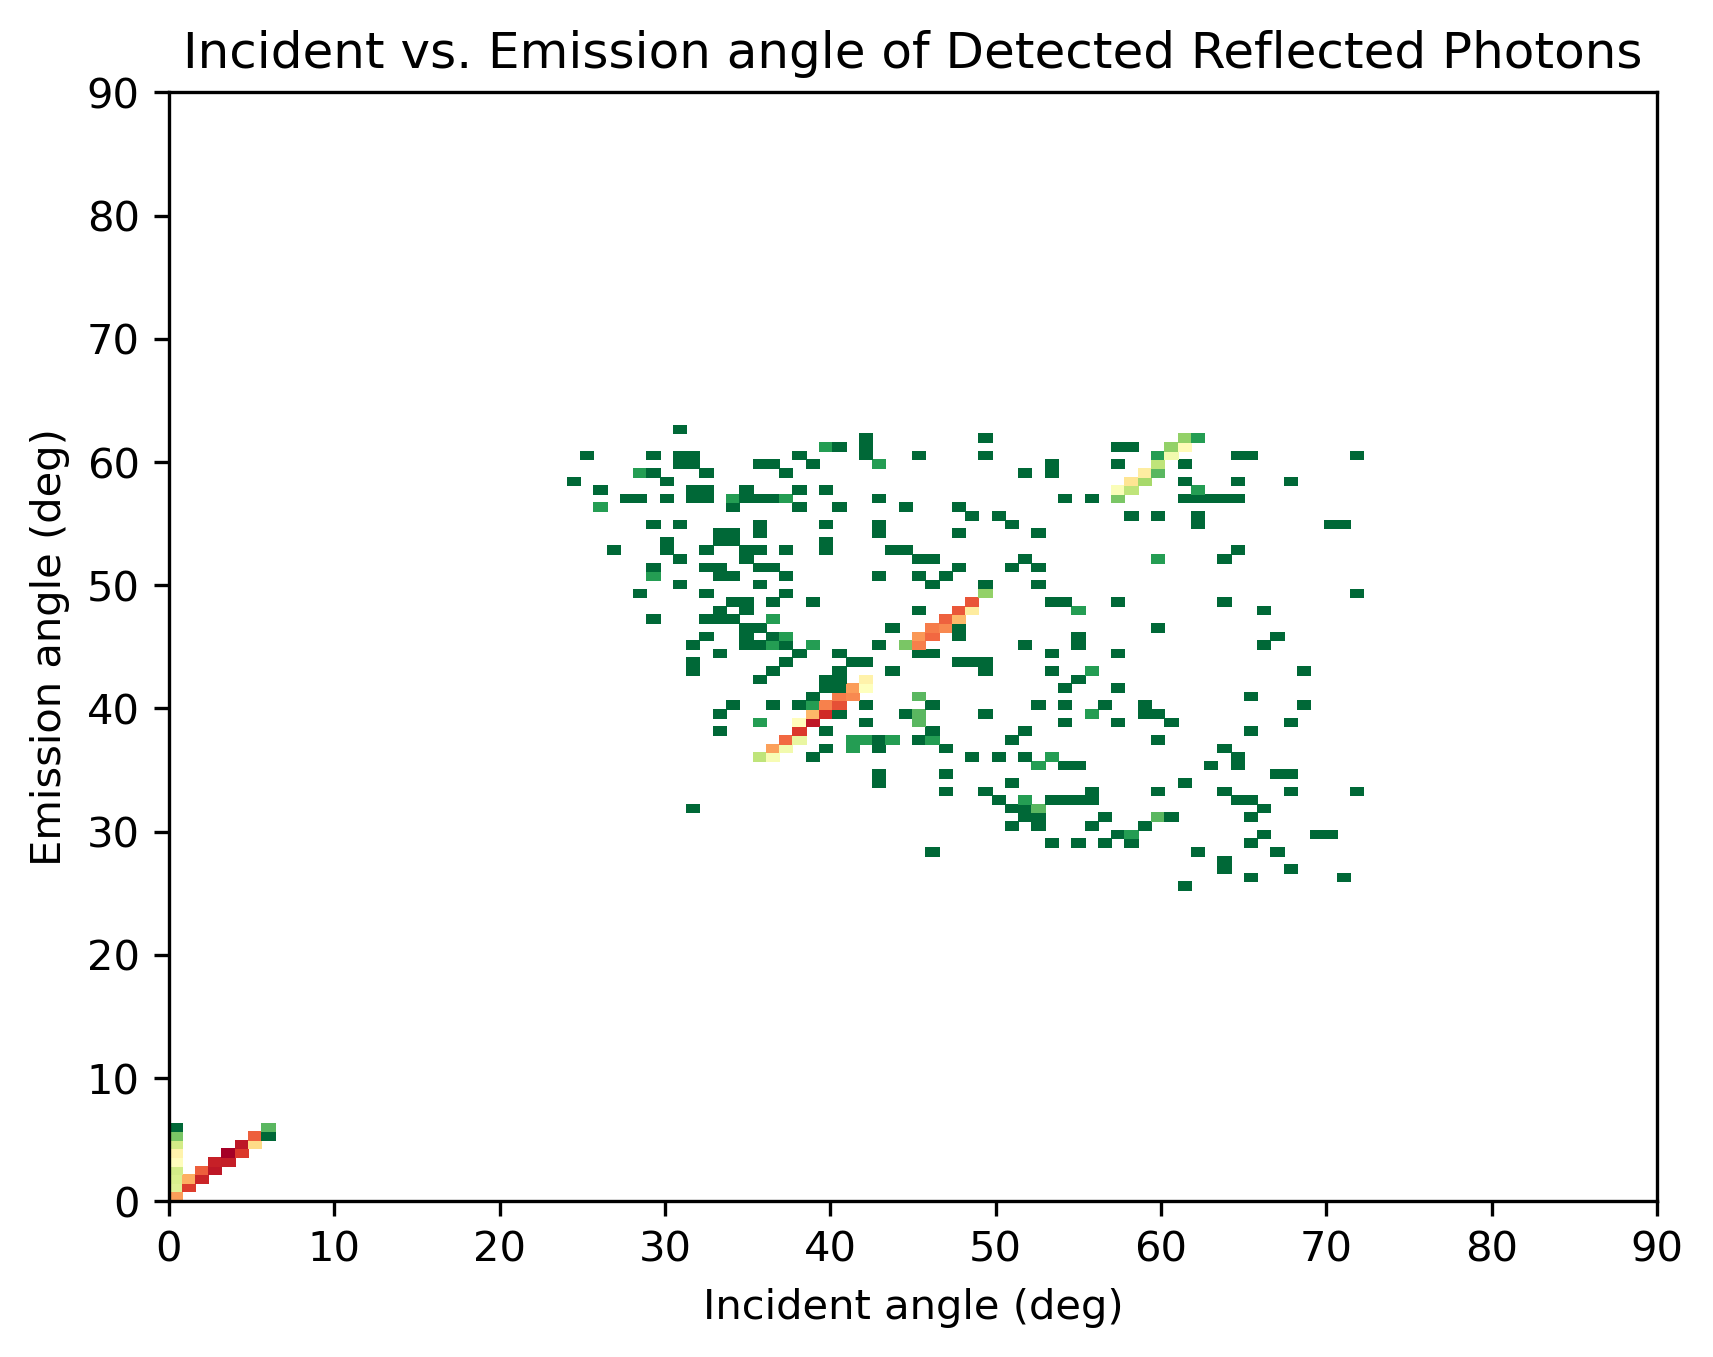 Incident vs. Emission angle of Detected Reflected Photons
90
80
70
60
50
40
30
20
10
0
Emission angle (deg)
0 10 20 30 40 50 60 70 80 90
Incident angle (deg)